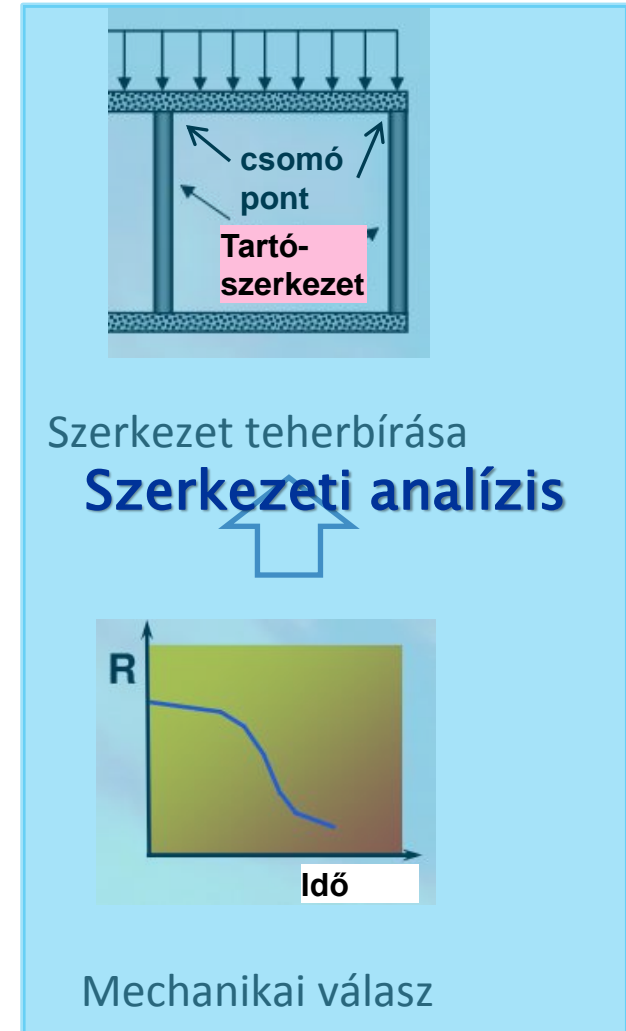 csomó
pont
Tartó-
szerkezet
Szerkezet teherbírása
Szerkezeti analízis
R
Idő
Mechanikai válasz